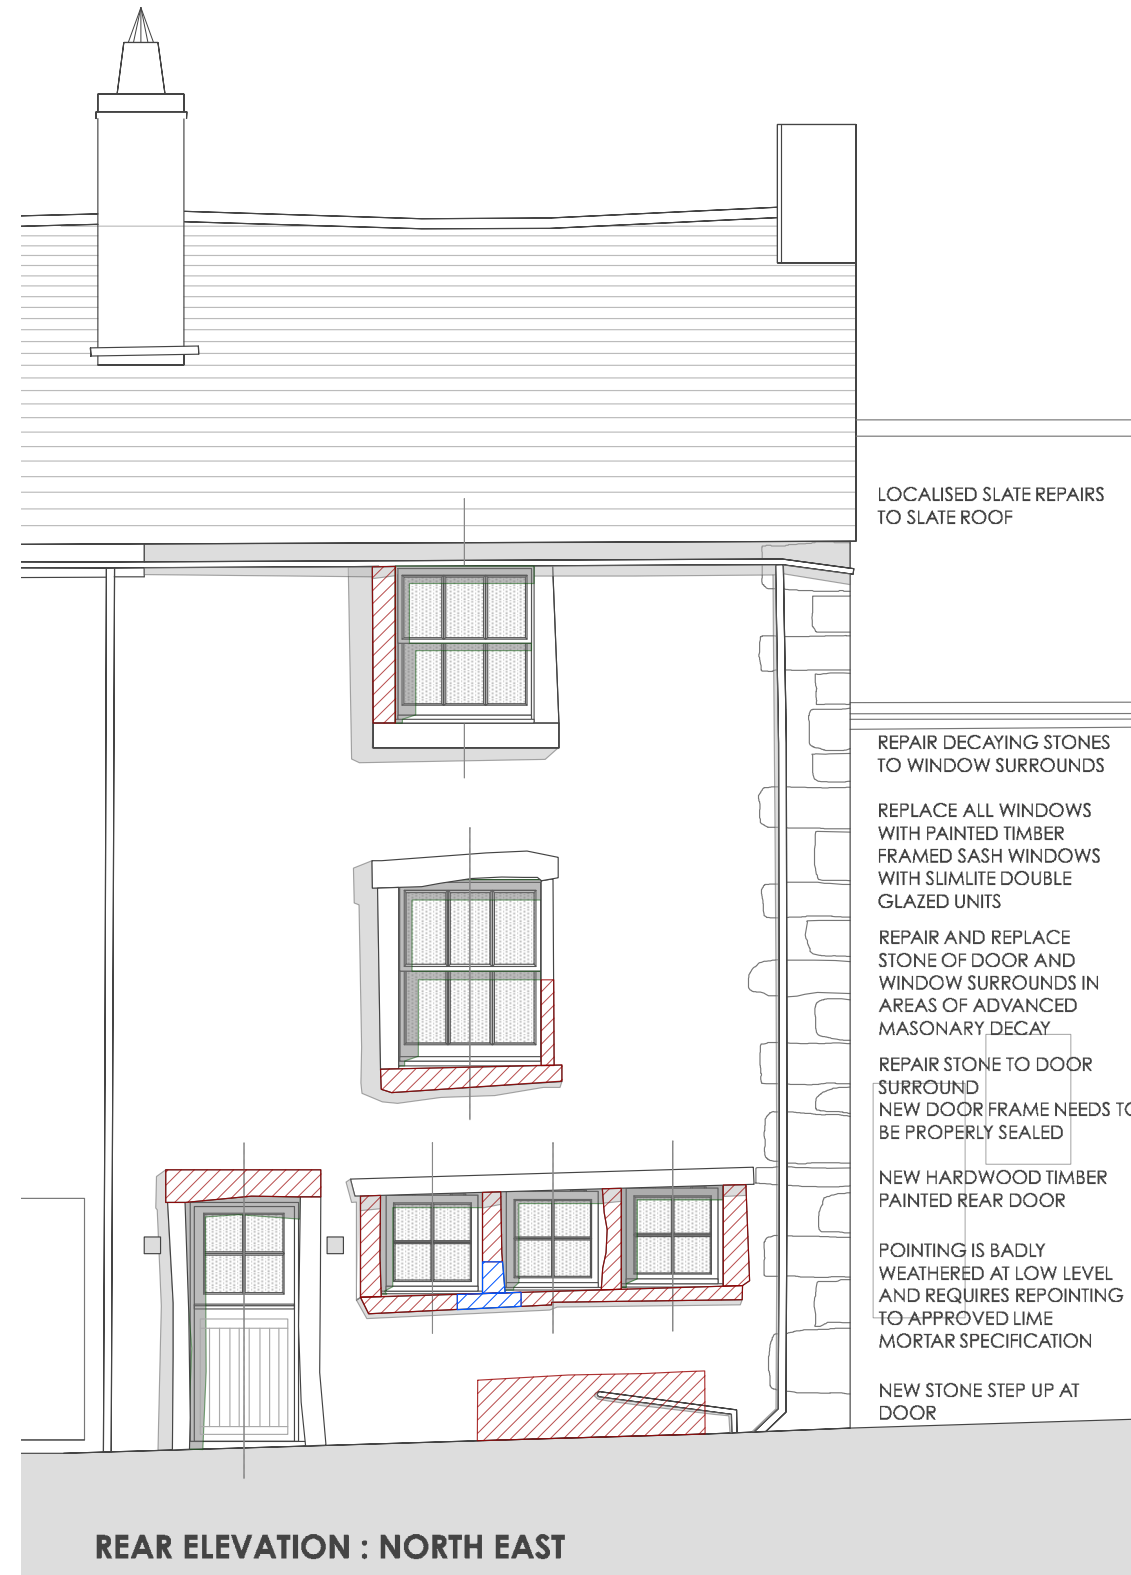 LOCALISED SLATE REPAIRS
TO SLATE ROOF
REPAIR DECAYING STONES
TO WINDOW SURROUNDS
REPLACE ALL WINDOWS
WITH PAINTED TIMBER
FRAMED SASH WINDOWS
WITH SLIMLITE DOUBLE
GLAZED UNITS
REPAIR AND REPLACE
STONE OF DOOR AND
WINDOW SURROUNDS IN
AREAS OF ADVANCED
MASONARY DECAY
REPAIR STONE TO DOOR
SURROUND
NEW DOOR FRAME NEEDS TO
BE PROPERLY SEALED
NEW HARDWOOD TIMBER
PAINTED REAR DOOR
POINTING IS BADLY
WEATHERED AT LOW LEVEL
AND REQUIRES REPOINTING
TO APPROVED LIME
MORTAR SPECIFICATION
NEW STONE STEP UP AT
DOOR
REAR ELEVATION : NORTH EAST